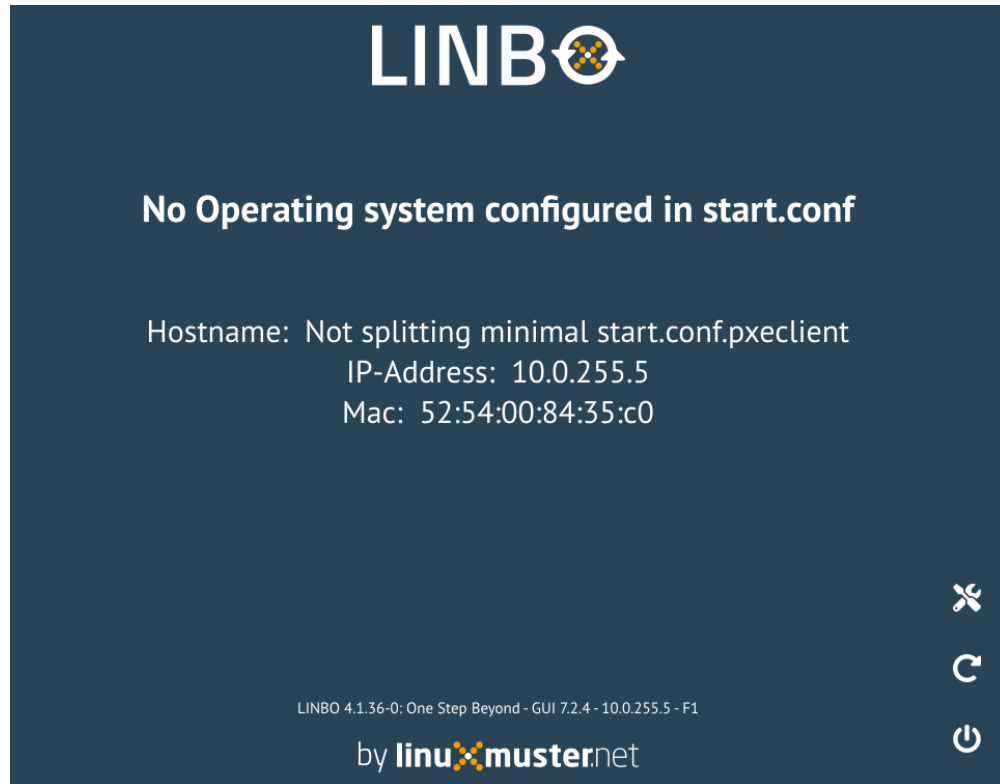 LINBO
No Operating system configured in start.conf
Hostname: Not splitting minimal start.conf.pxeclient
IP-Address: 10.0.255.5
Mac: 52:54:00:84:35:c0
LINBO 4.1.36-0: One Step Beyond - GUI 7.2.4 - 10.0.255.5 - F1
by linuxmuster.net